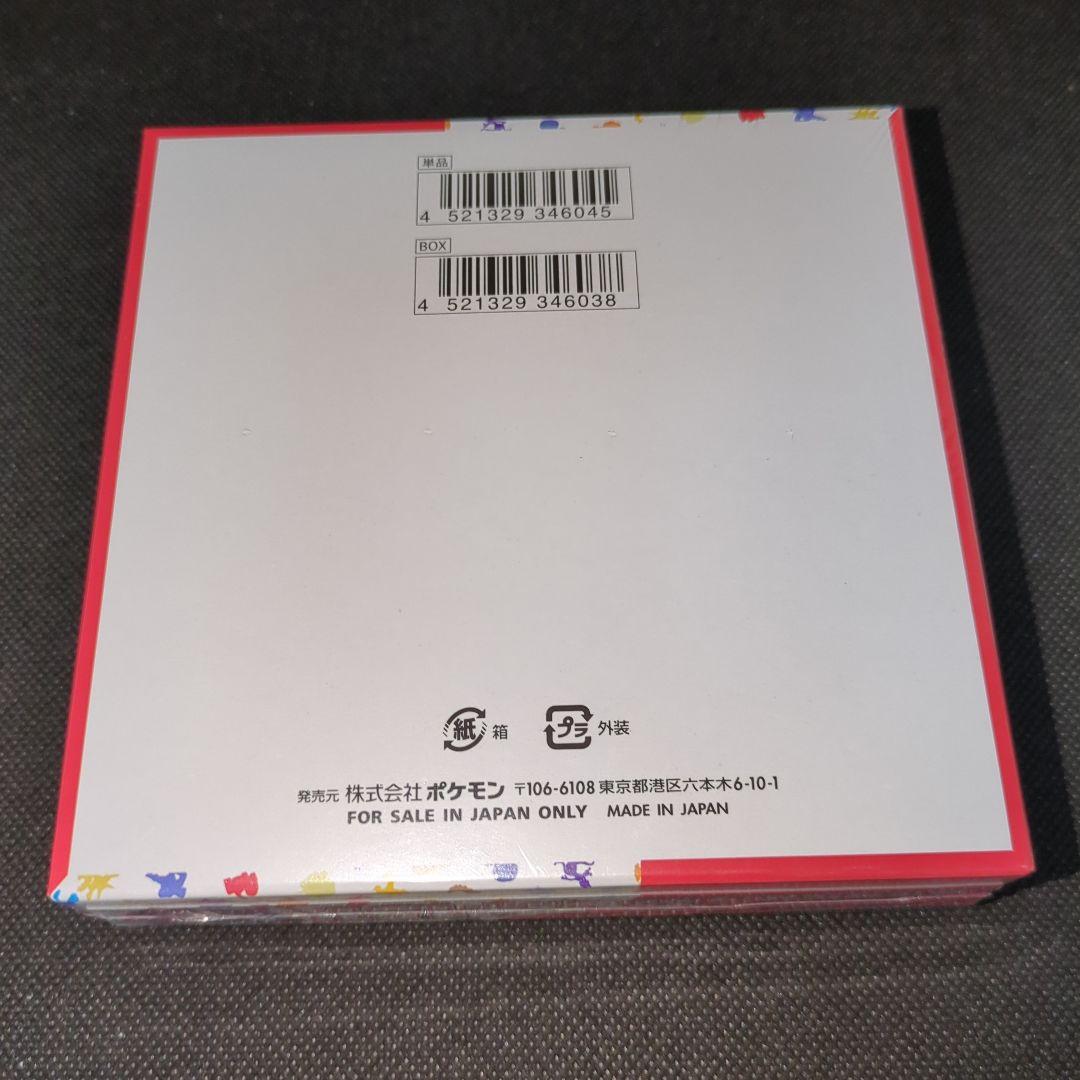 単品
4 521329 346045
BOX
4 521329 346038
紙 箱 プラ 外装
発売元 株式会社 ポケモン 〒106-6108 東京都港区六本木6-10-1
FOR SALE IN JAPAN ONLY MADE IN JAPAN